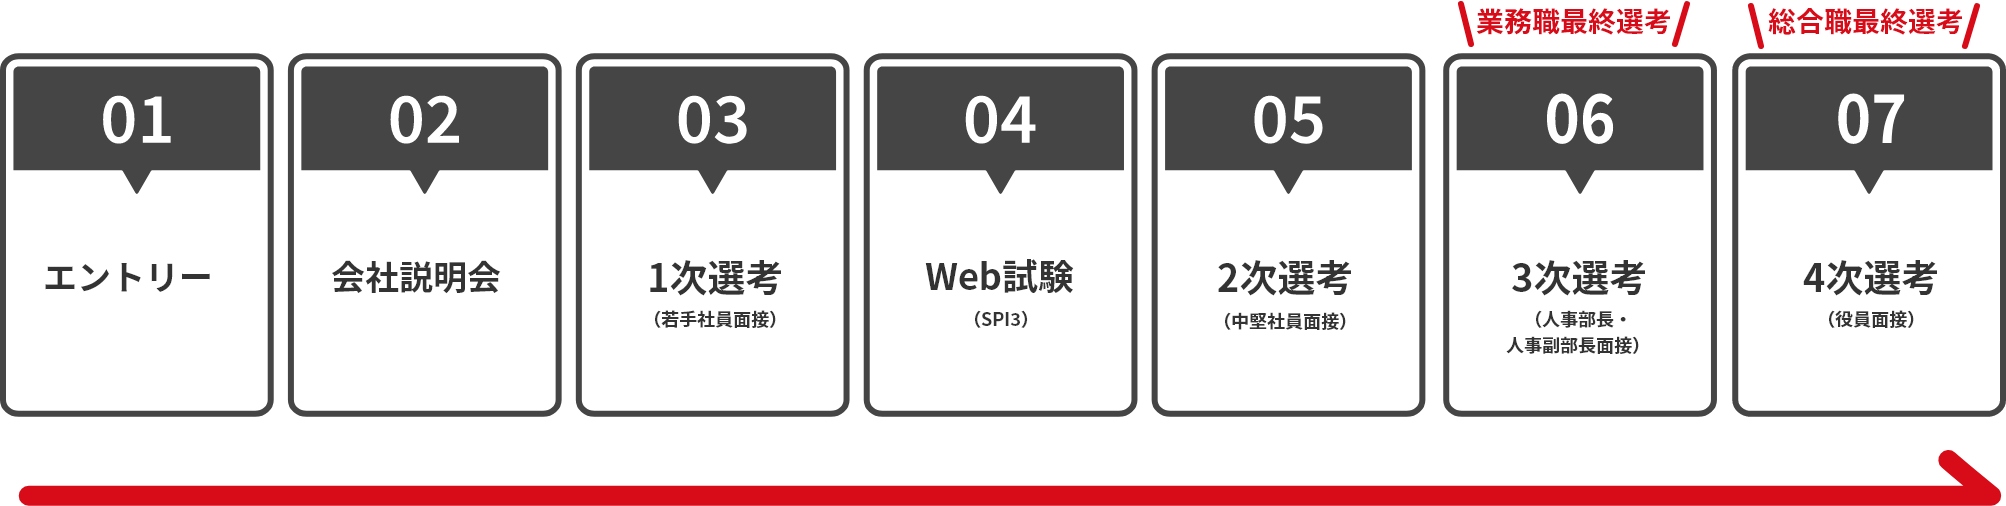 01
エントリー
02
会社説明会
03
1次選考
（若手社員面接）
04
Web試験
（SPI3）
05
2次選考
（中堅社員面接）
業務職最終選考
06
3次選考
（人事部長・
人事副部長面接）
総合職最終選考
07
4次選考
（役員面接）